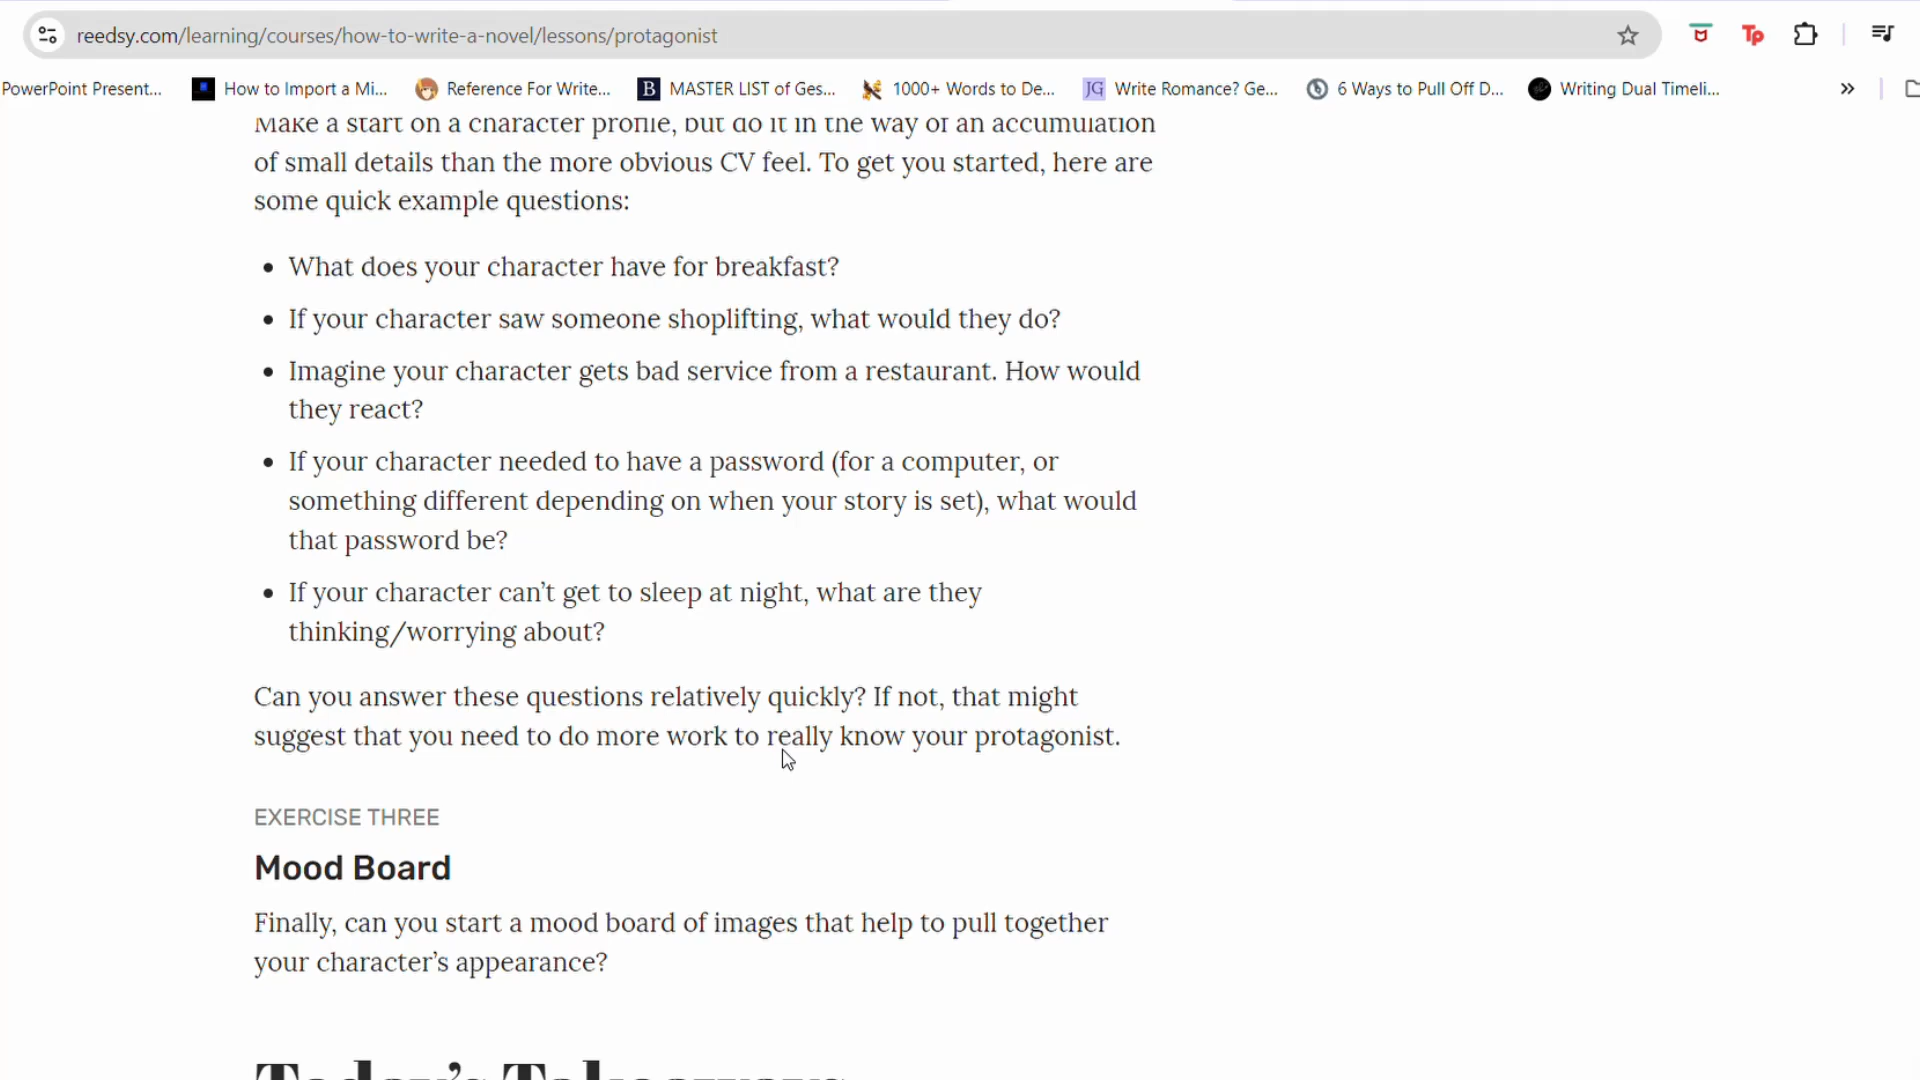 reedsy.com/learning/courses/how-to-write-a-novel/lessons/protagonist
PowerPoint Present...
How to Import a Mi...
Reference For Write...
B
MASTER LIST of Ges...
1000+ Words to De...
JG
Write Romance? Ge...
6 Ways to Pull Off D...
Writing Dual Timeli...
Tp
Make a start on a character profile, but do it in the way of an accumulation
of small details than the more obvious CV feel. To get you started, here are
some quick example questions:
• What does your character have for breakfast?
• If your character saw someone shoplifting, what would they do?
• Imagine your character gets bad service from a restaurant. How would
they react?
• If your character needed to have a password (for a computer, or
something different depending on when your story is set), what would
that password be?
• If your character can’t get to sleep at night, what are they
thinking/worrying about?
Can you answer these questions relatively quickly? If not, that might
suggest that you need to do more work to really know your protagonist.
EXERCISE THREE
Mood Board
Finally, can you start a mood board of images that help to pull together
your character’s appearance?
Today’s Takeaways